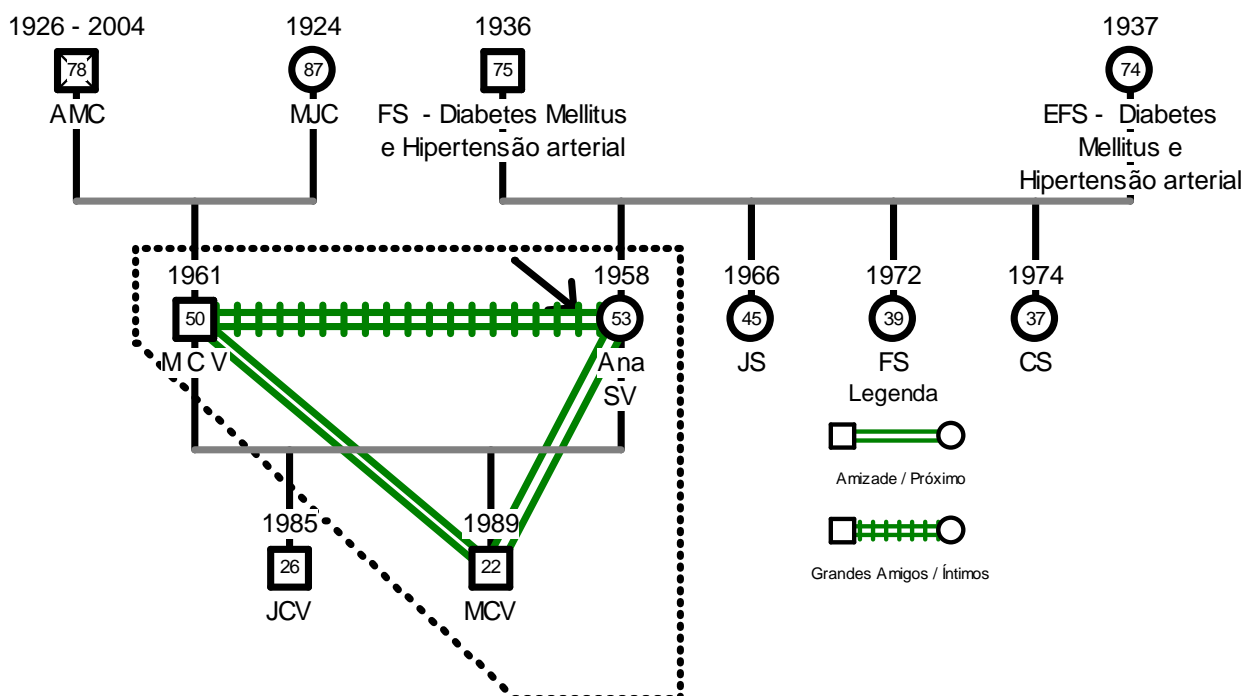 1926 - 2004
1924
1936
1937
78
87
75
74
AMC
MJC
FS - Diabetes Mellitus
e Hipertensão arterial
EFS - Diabetes
Mellitus e
Hipertensão arterial
1961
1958
1966
1972
1974
50
53
45
39
37
M C V
Ana
SV
JS
FS
CS
Legenda
Amizade / Próximo
1985
1989
26
22
JCV
MCV
Grandes Amigos / Íntimos